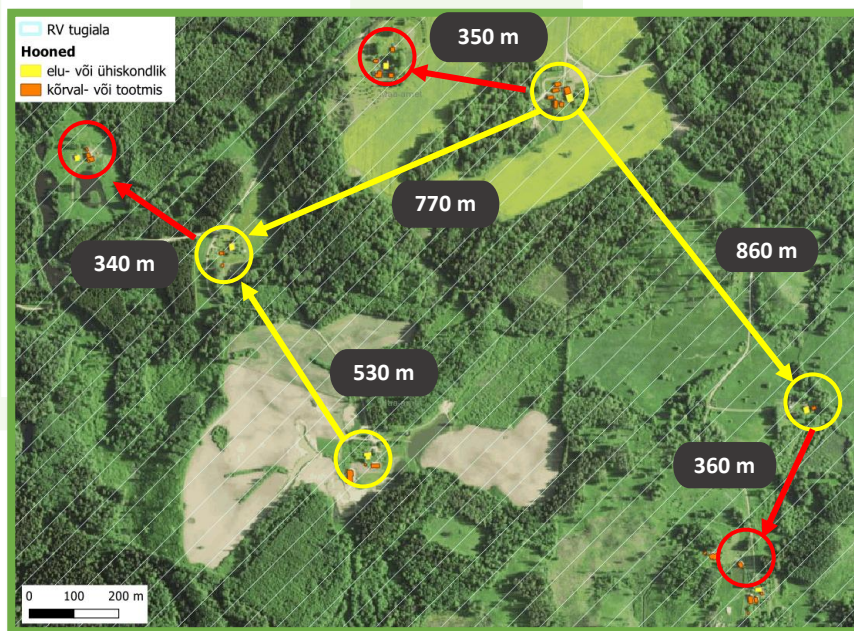 RV tugiala
Hooned
elu- või ühiskondlik
kõrval- või tootmis
350 m
770 m
340 m
860 m
530 m
360 m
0 100 200 m